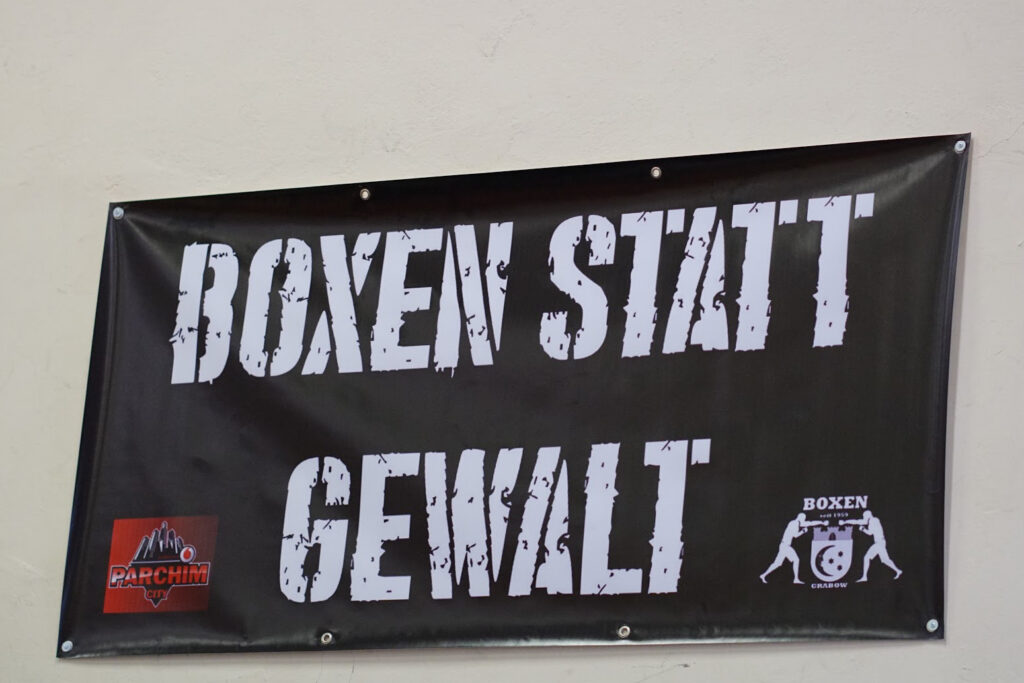 BOXEN STATT
GEWALT
PARCHIM
CITY
BOXEN
seit 1959
GRABOW